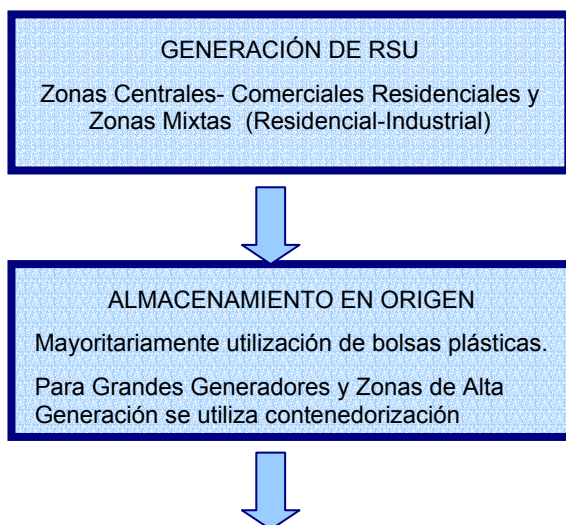 GENERACIÓN DE RSU
Zonas Centrales- Comerciales Residenciales y
Zonas Mixtas (Residencial-Industrial)
ALMACENAMIENTO EN ORIGEN
Mayoritariamente utilización de bolsas plásticas.
Para Grandes Generadores y Zonas de Alta
Generación se utiliza contenedorización